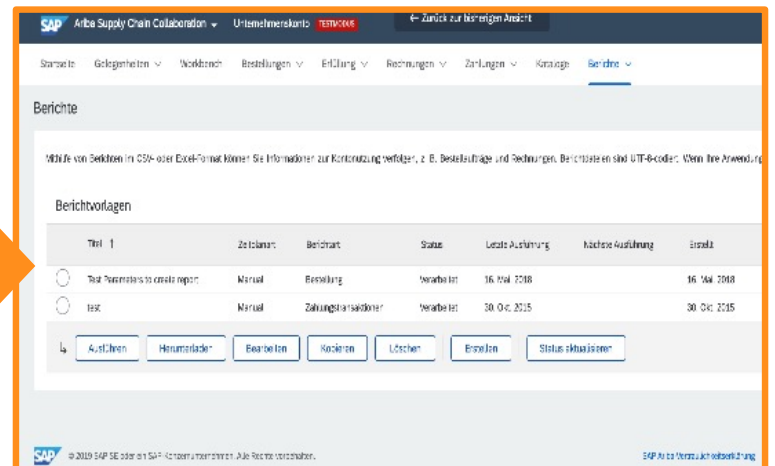 SAP Ariba Supply Chain Collaboration Unternehmenskonto TESTMODUS ← Zurück zur bisherigen Ansicht
Startseite Gelegenheiten Workbench Bestellungen Erfüllung Rechnungen Zahlungen Kataloge Berichte
Berichte
Mithilfe von Berichten im CSV- oder Excel-Format können Sie Informationen zur Kontonutzung verfolgen, z. B. Bestellaufträge und Rechnungen. Berichtdateien sind UTF-8-codiert. Wenn Ihre Anwendung
Berichtvorlagen
Titel ↑ Zeitplanart Berichtart Status Letzte Ausführung Nächste Ausführung Erstellt
Test Parameters to create report Manual Bestellung Verarbeitet 16. Mai. 2018 16. Mai. 2018
test Manual Zahlungstransaktionen Verarbeitet 30. Okt. 2015 30. Okt. 2015
Ausführen Herunterladen Bearbeiten Kopieren Löschen Erstellen Status aktualisieren
SAP © 2019 SAP SE oder ein SAP-Konzernunternehmen. Alle Rechte vorbehalten. SAP Ariba Vertraulichkeitserklärung